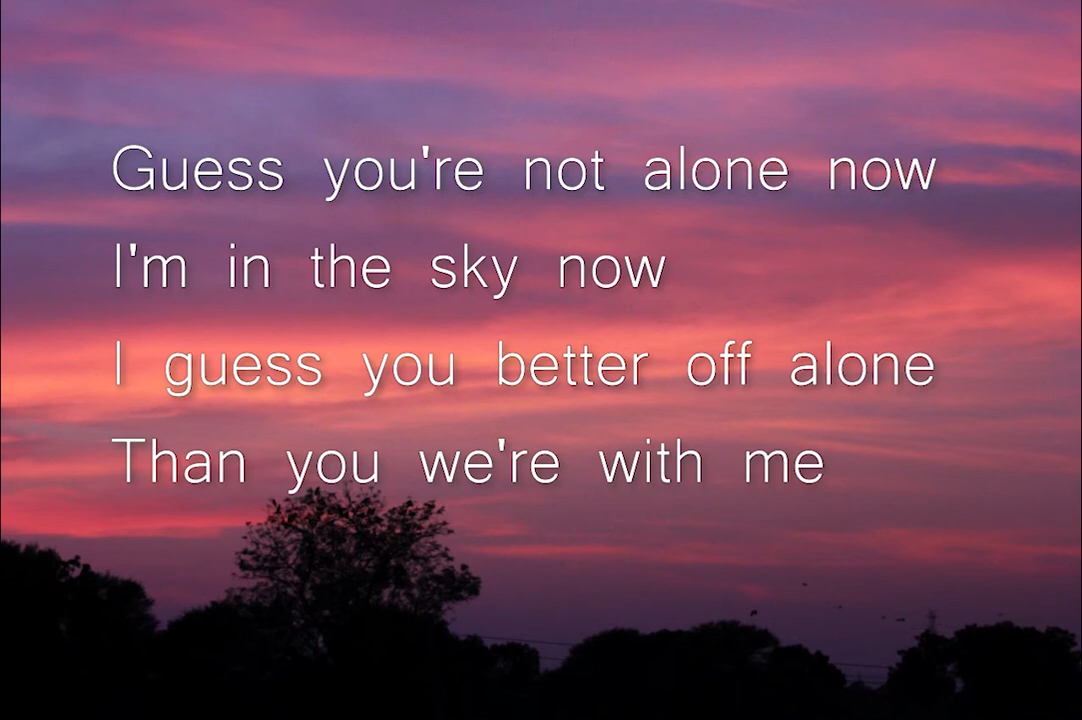 Guess you're not alone now
I'm in the sky now
I guess you better off alone
Than you we're with me